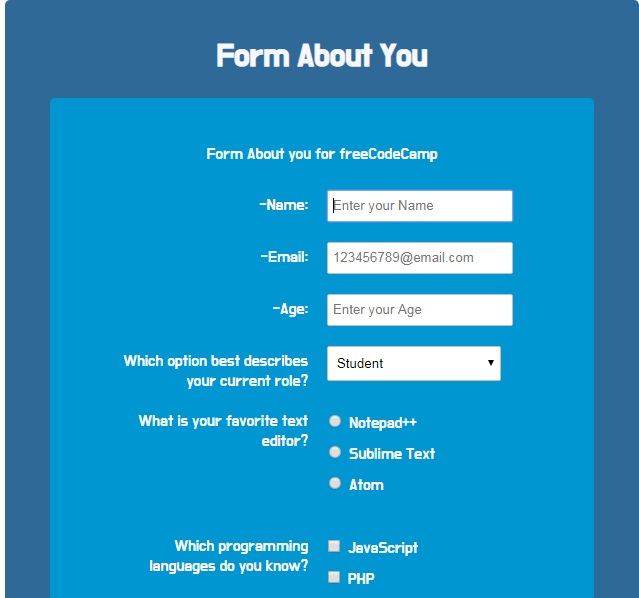 Form About You
Form About you for freeCodeCamp
-Name: Enter your Name
-Email: 123456789@email.com
-Age: Enter your Age
Which option best describes
your current role?
Student
What is your favorite text
editor?
Notepad++
Sublime Text
Atom
Which programming
languages do you know?
JavaScript
PHP